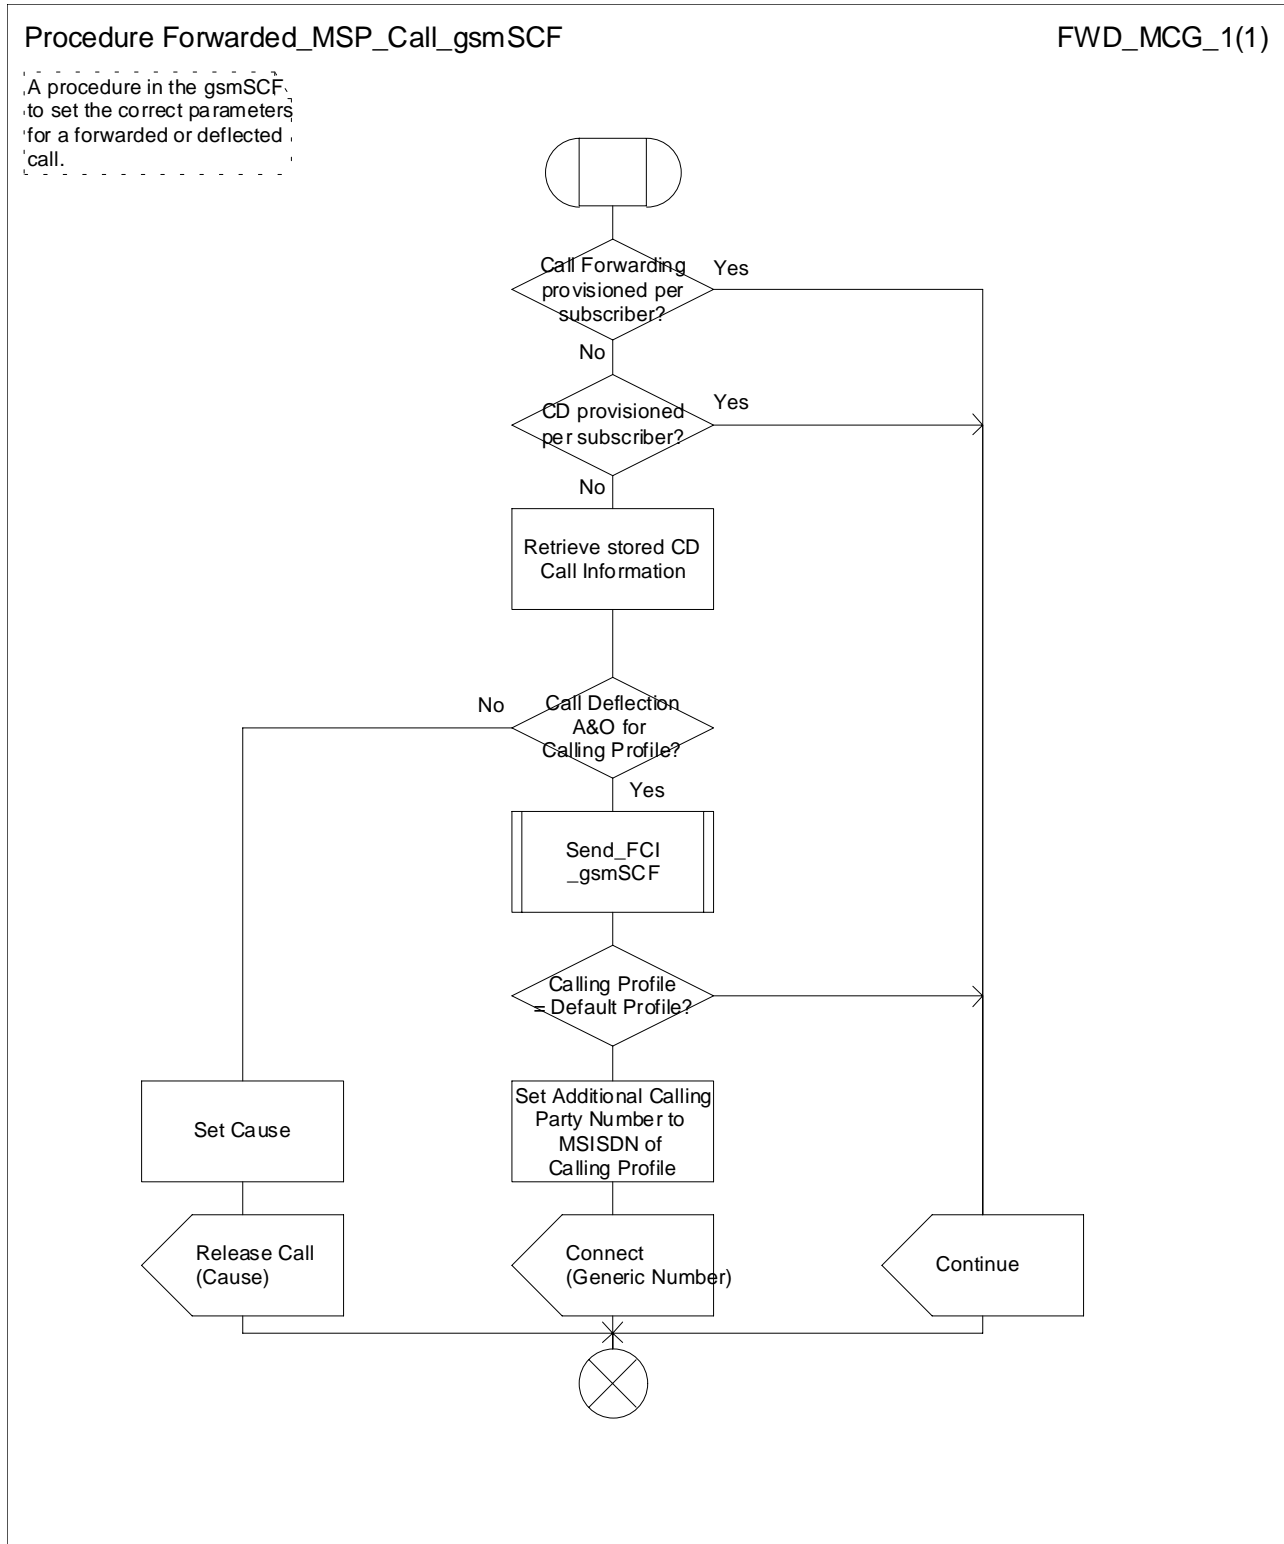 Procedure Forwarded_MSP_Call_gsmSCF
FWD_MCG_1(1)
A procedure in the gsmSCF
to set the correct parameters
for a forwarded or deflected
call.
Call Forwarding
provisioned per
subscriber?
Yes
No
CD provisioned
per subscriber?
Yes
No
Retrieve stored CD
Call Information
No
Call Deflection
A&O for
Calling Profile?
Yes
Send_FCI
_gsmSCF
Calling Profile
= Default Profile?
Set Cause
Set Additional Calling
Party Number to
MSISDN of
Calling Profile
Release Call
(Cause)
Connect
(Generic Number)
Continue